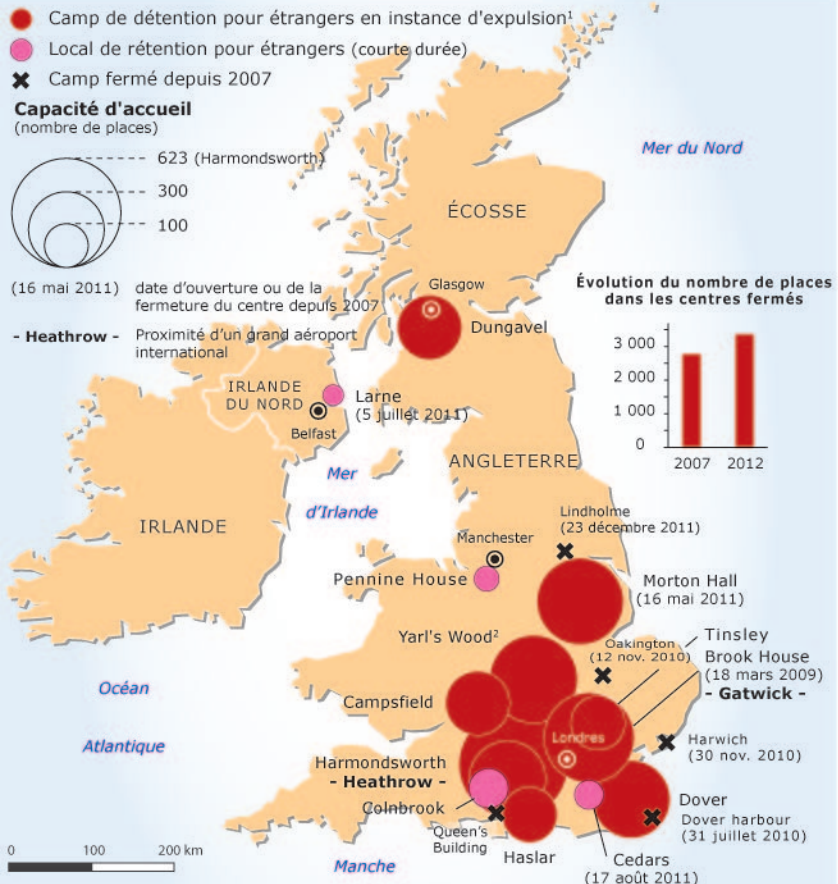 Camp de détention pour étrangers en instance d'expulsion¹
Local de rétention pour étrangers (courte durée)
Camp fermé depuis 2007
Capacité d'accueil
(nombre de places)
623 (Harmondsworth)
300
100
(16 mai 2011) date d'ouverture ou de la
fermeture du centre depuis 2007
- Heathrow - Proximité d'un grand aéroport
international
Mer du Nord
ÉCOSSE
Glasgow
Dungavel
Évolution du nombre de places
dans les centres fermés
3 000
2 000
1 000
0
2007 2012
IRLANDE
DU NORD
Belfast
Larne
(5 juillet 2011)
Mer
d'Irlande
ANGLETERRE
IRLANDE
Lindholme
(23 décembre 2011)
Manchester
Pennine House
Morton Hall
(16 mai 2011)
Yarl's Wood²
Oakington
(12 nov. 2010)
Tinsley
Brook House
(18 mars 2009)
- Gatwick -
Océan
Atlantique
Campsfield
Londres
Harwich
(30 nov. 2010)
Harmondsworth
- Heathrow -
Colnbrook
Queen's
Building
Haslar
Dover
Dover harbour
(31 juillet 2010)
Cedars
(17 août 2011)
Manche
0 100 200 km